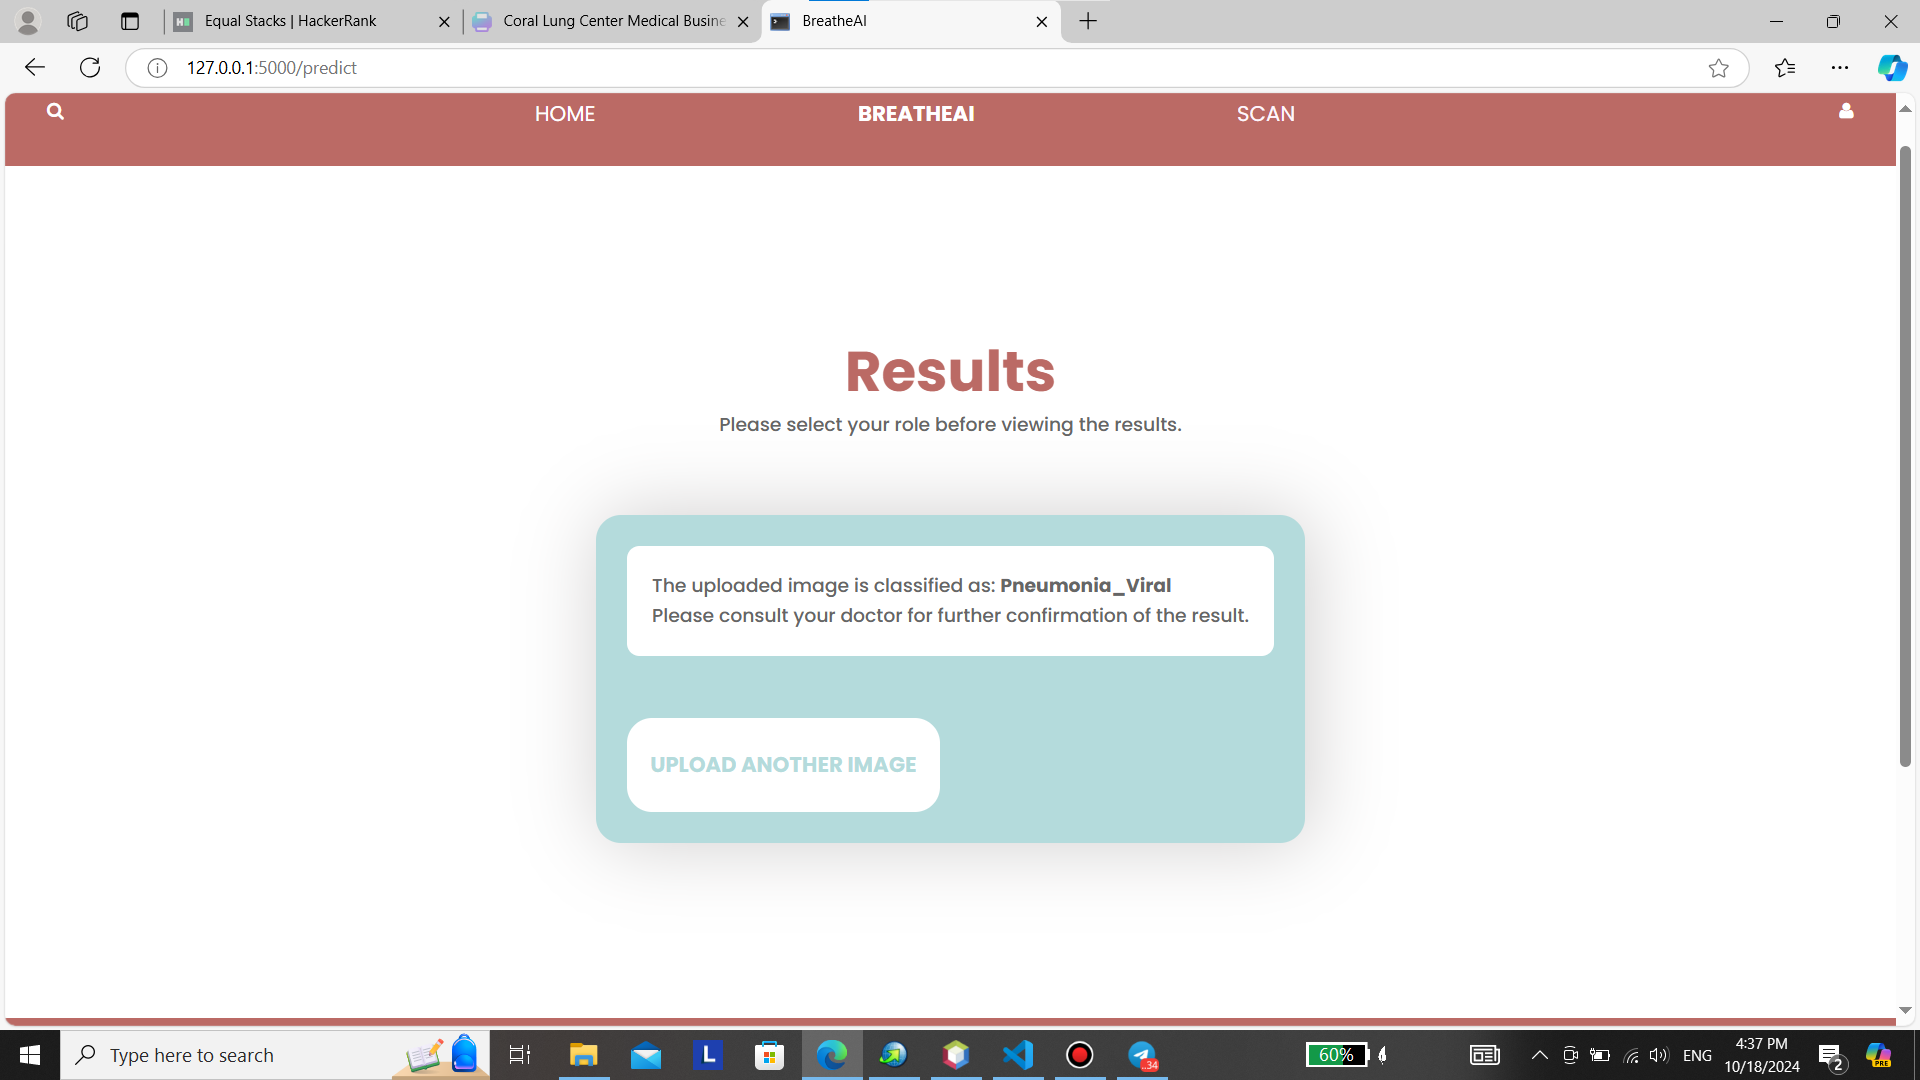 Equal Stacks | HackerRank
Coral Lung Center Medical Busine
BreatheAI
127.0.0.1:5000/predict
HOME
BREATHEAI
SCAN
Results
Please select your role before viewing the results.
The uploaded image is classified as: Pneumonia_Viral
Please consult your doctor for further confirmation of the result.
UPLOAD ANOTHER IMAGE
Type here to search
L
.34
60%
ENG
4:37 PM
10/18/2024
2
PRE